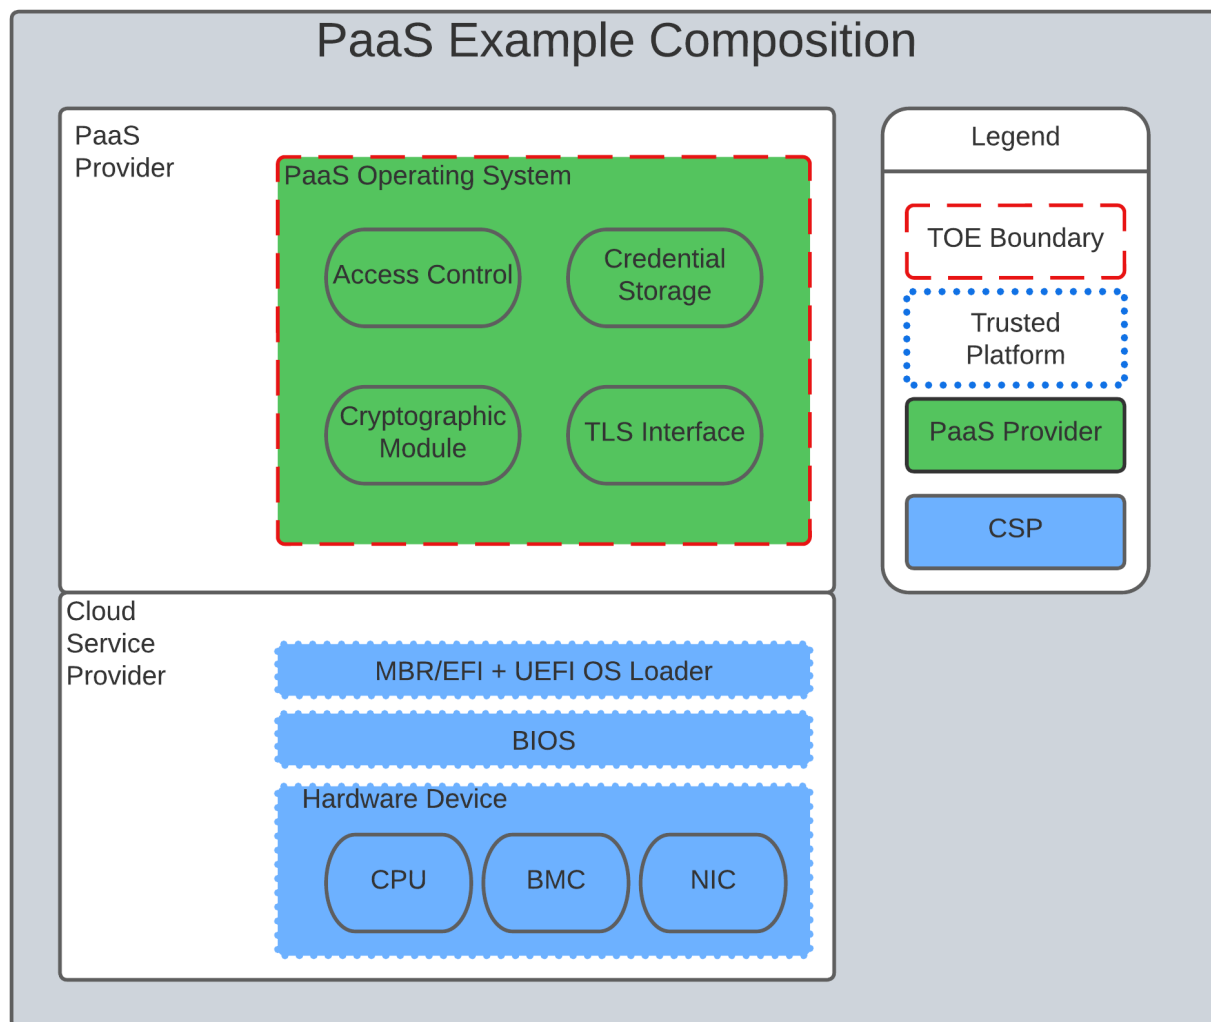 PaaS Example Composition
PaaS
Provider
PaaS Operating System
Access Control
Credential
Storage
Cryptographic
Module
TLS Interface
Cloud
Service
Provider
MBR/EFI + UEFI OS Loader
BIOS
Hardware Device
CPU
BMC
NIC
Legend
TOE Boundary
Trusted
Platform
PaaS Provider
CSP